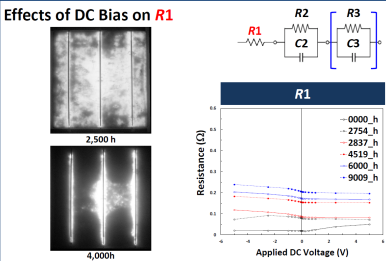 Effects of DC Bias on R1
R1
R2
C2
R3
C3
2,500 h
4,000h
R1
Resistance (Ω)
0.6
0.5
0.4
0.3
0.2
0.1
0
0000_h
2754_h
2837_h
4519_h
6000_h
9009_h
-6 -4 -2 0 2 4 6
Applied DC Voltage (V)